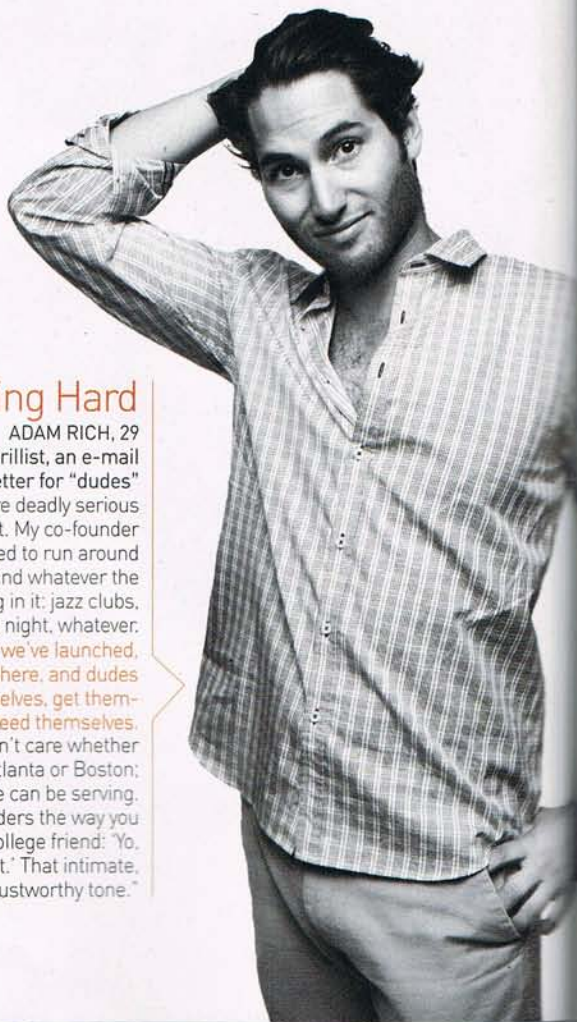 ing Hard
ADAM RICH, 29
rillist, an e-mail
etter for "dudes"
e deadly serious
t. My co-founder
ed to run around
nd whatever the
g in it: jazz clubs,
night, whatever.
we've launched,
here, and dudes
elves, get them-
eed themselves.
n't care whether
tlanta or Boston;
e can be serving.
ders the way you
ollege friend: 'Yo,
t.' That intimate,
ustworthy tone."